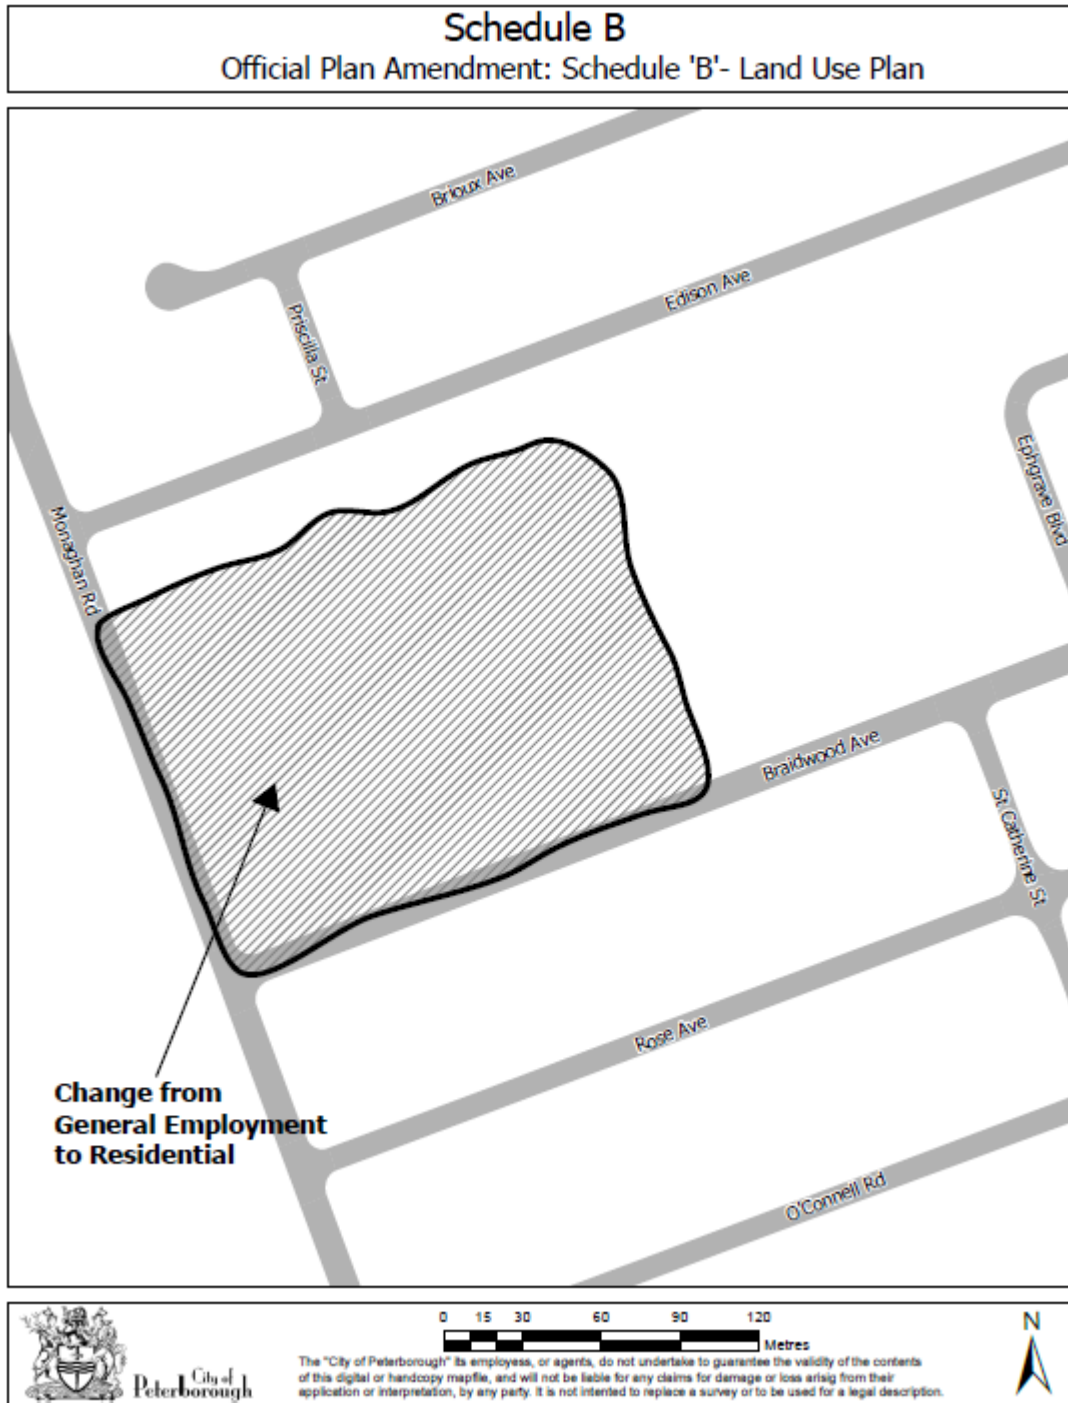 Schedule B
Official Plan Amendment: Schedule 'B'- Land Use Plan
Brioux Ave
Edison Ave
Priscilla St
Ephgrave Blvd
Monaghan Rd
Braidwood Ave
St Catherine St
Rose Ave
Change from
General Employment
to Residential
O'Connell Rd
0 15 30 60 90 120
Metres
N
City of
Peterborough
The "City of Peterborough" its employess, or agents, do not undertake to guarantee the validity of the contents
of this digital or handcopy mapfile, and will not be liable for any claims for damage or loss arisig from their
application or interpretation, by any party. It is not intended to replace a survey or to be used for a legal description.